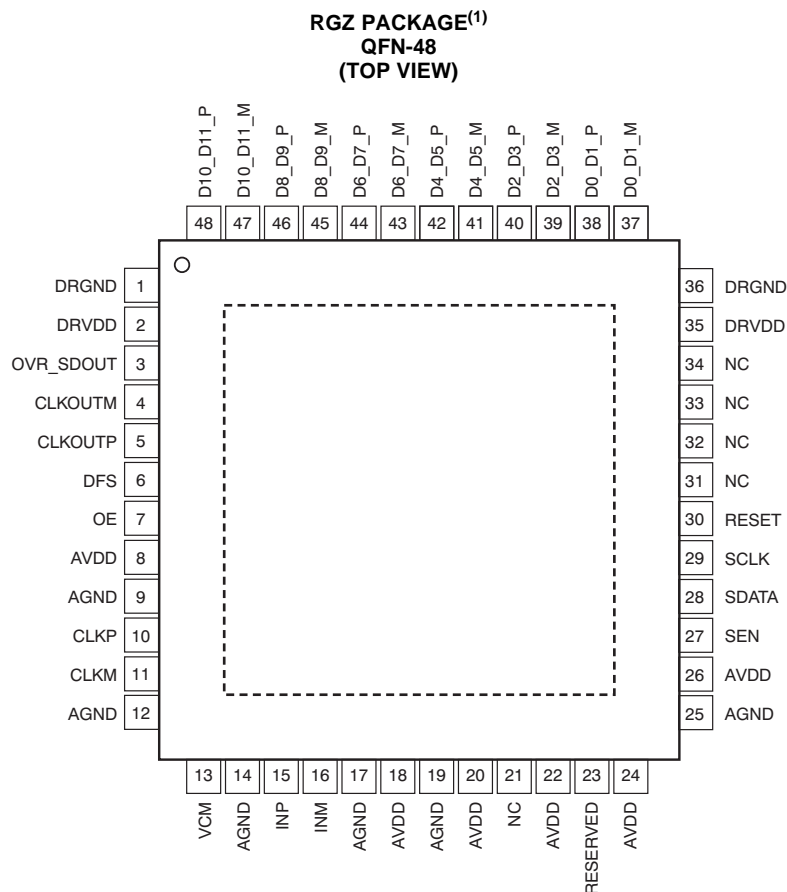 RGZ PACKAGE(1)
QFN-48
(TOP VIEW)
D10_D11_P
D10_D11_M
D8_D9_P
D8_D9_M
D6_D7_P
D6_D7_M
D4_D5_P
D4_D5_M
D2_D3_P
D2_D3_M
D0_D1_P
D0_D1_M
48 47 46 45 44 43 42 41 40 39 38 37
DRGND 1 36 DRGND
DRVDD 2 35 DRVDD
OVR_SDOUT 3 34 NC
CLKOUTM 4 33 NC
CLKOUTP 5 32 NC
DFS 6 31 NC
OE 7 30 RESET
AVDD 8 29 SCLK
AGND 9 28 SDATA
CLKP 10 27 SEN
CLKM 11 26 AVDD
AGND 12 25 AGND
13 14 15 16 17 18 19 20 21 22 23 24
VCM
AGND
INP
INM
AGND
AVDD
AGND
AVDD
NC
AVDD
RESERVED
AVDD